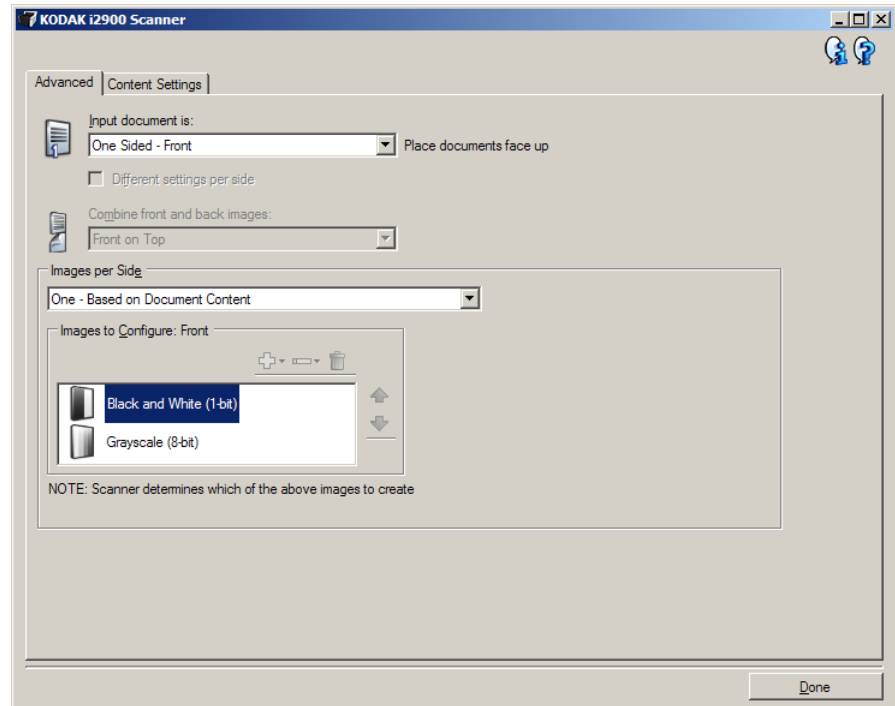 KODAK i2900 Scanner
Advanced
Content Settings
Input document is:
One Sided - Front
Place documents face up
Different settings per side
Combine front and back images:
Front on Top
Images per Side
One - Based on Document Content
Images to Configure: Front
Black and White (1-bit)
Grayscale (8-bit)
NOTE: Scanner determines which of the above images to create
Done